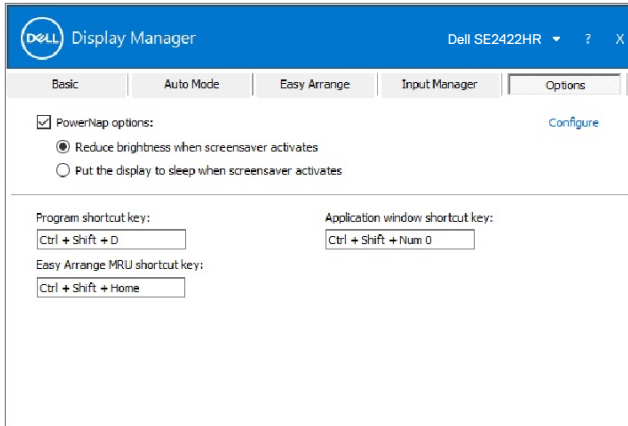 DELL Display Manager Dell SE2422HR ? X
Basic Auto Mode Easy Arrange Input Manager Options
PowerNap options: Configure
Reduce brightness when screensaver activates
Put the display to sleep when screensaver activates
Program shortcut key: Application window shortcut key:
Ctrl + Shift + D Ctrl + Shift + Num 0
Easy Arrange MRU shortcut key:
Ctrl + Shift + Home